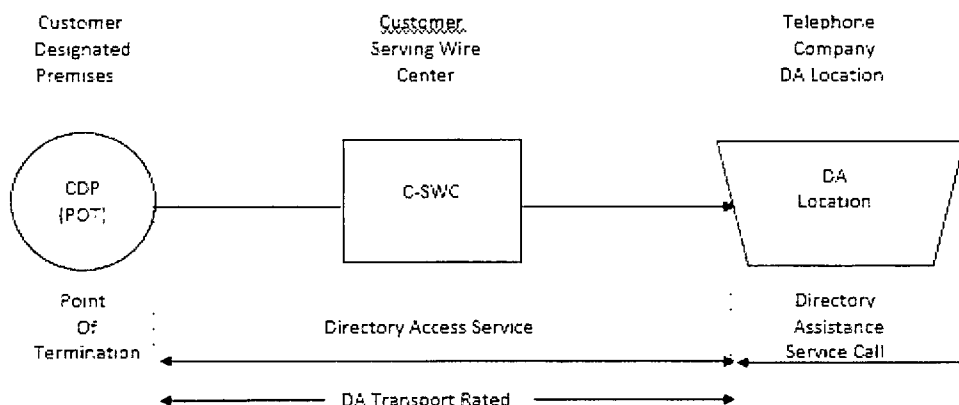 Customer
Designated
Premises
Customer
Serving Wire
Center
Telephone
Company
DA Location
CDP
(POT)
C-SWC
DA
Location
Point
Of
Termination
Directory Access Service
Directory
Assistance
Service Call
DA Transport Rated